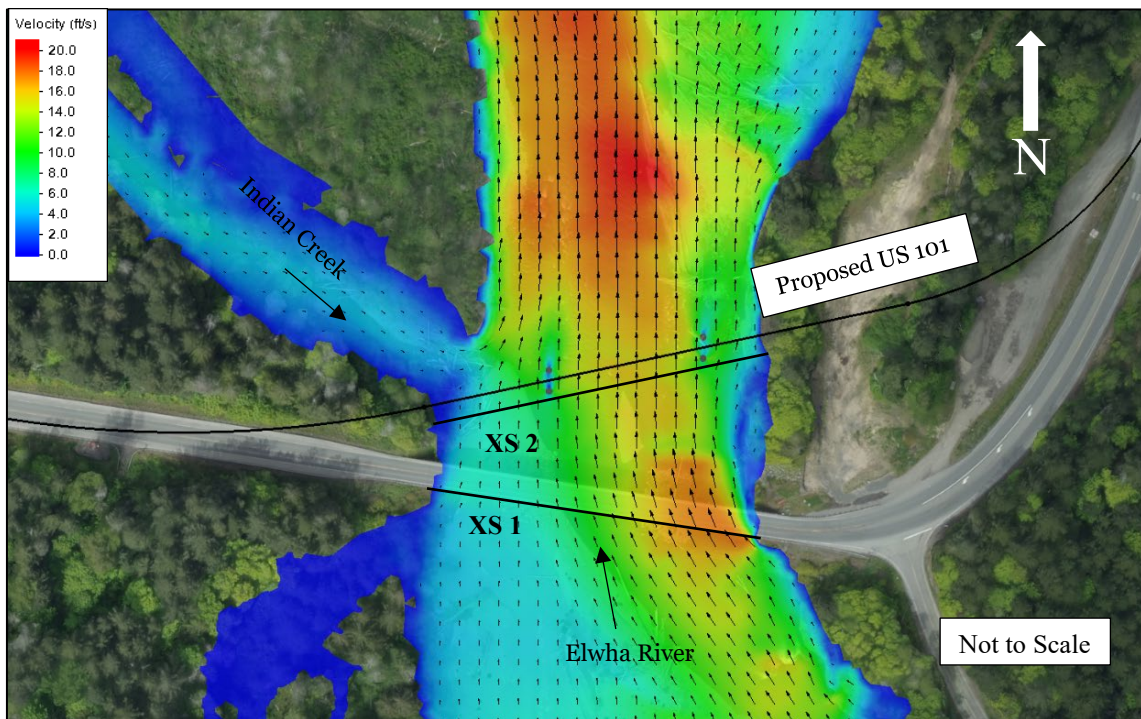 Velocity (ft/s)
20.0
18.0
16.0
14.0
12.0
10.0
8.0
6.0
4.0
2.0
0.0
N
Indian Creek
Proposed US 101
XS 2
XS 1
Elwha River
Not to Scale